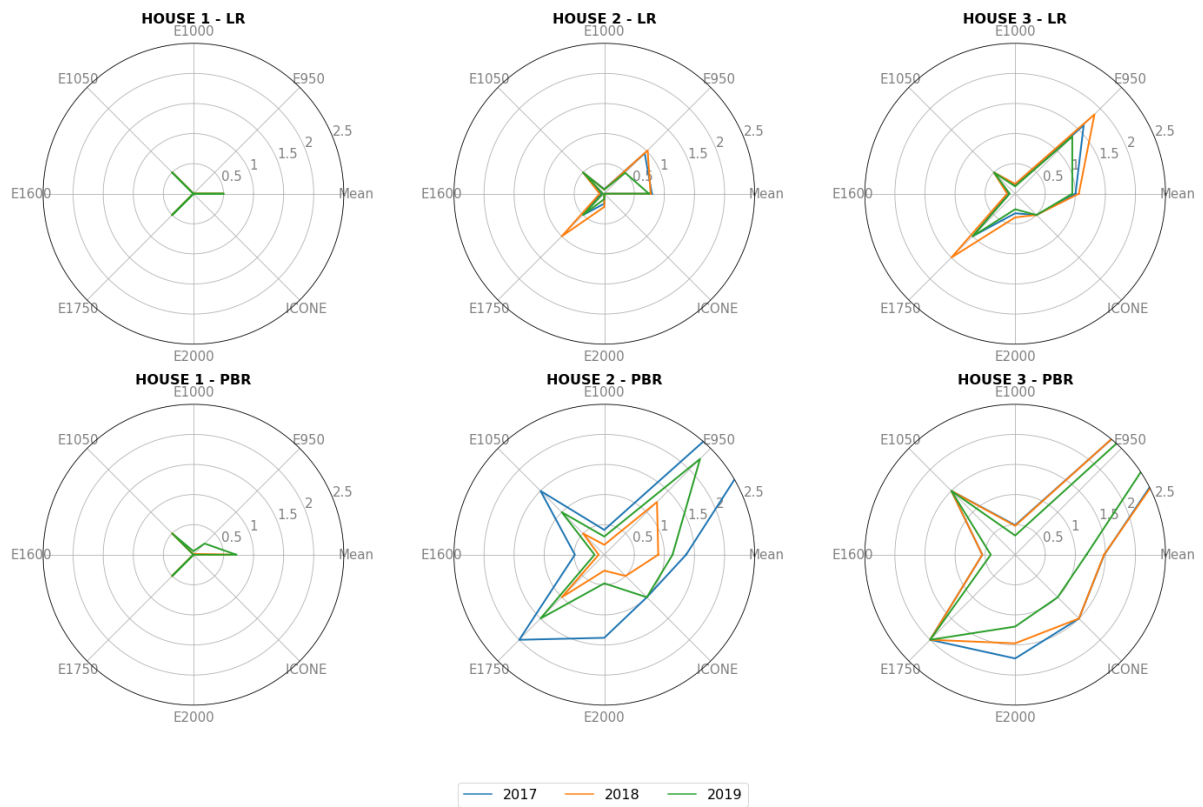 HOUSE 1 - LR
E1000
E1050
E950
2.5
2
1.5
1
0.5
E1600
Mean
E1750
ICONE
E2000
HOUSE 2 - LR
E1000
E1050
E950
2.5
2
1.5
1
0.5
E1600
Mean
E1750
ICONE
E2000
HOUSE 3 - LR
E1000
E1050
E950
2.5
2
1.5
1
0.5
E1600
Mean
E1750
ICONE
E2000
HOUSE 1 - PBR
E1000
E1050
E950
2.5
2
1.5
1
0.5
E1600
Mean
E1750
ICONE
E2000
HOUSE 2 - PBR
E1000
E1050
E950
2.5
2
1.5
1
0.5
E1600
Mean
E1750
ICONE
E2000
HOUSE 3 - PBR
E1000
E1050
E950
2.5
2
1.5
1
0.5
E1600
Mean
E1750
ICONE
E2000
2017 2018 2019